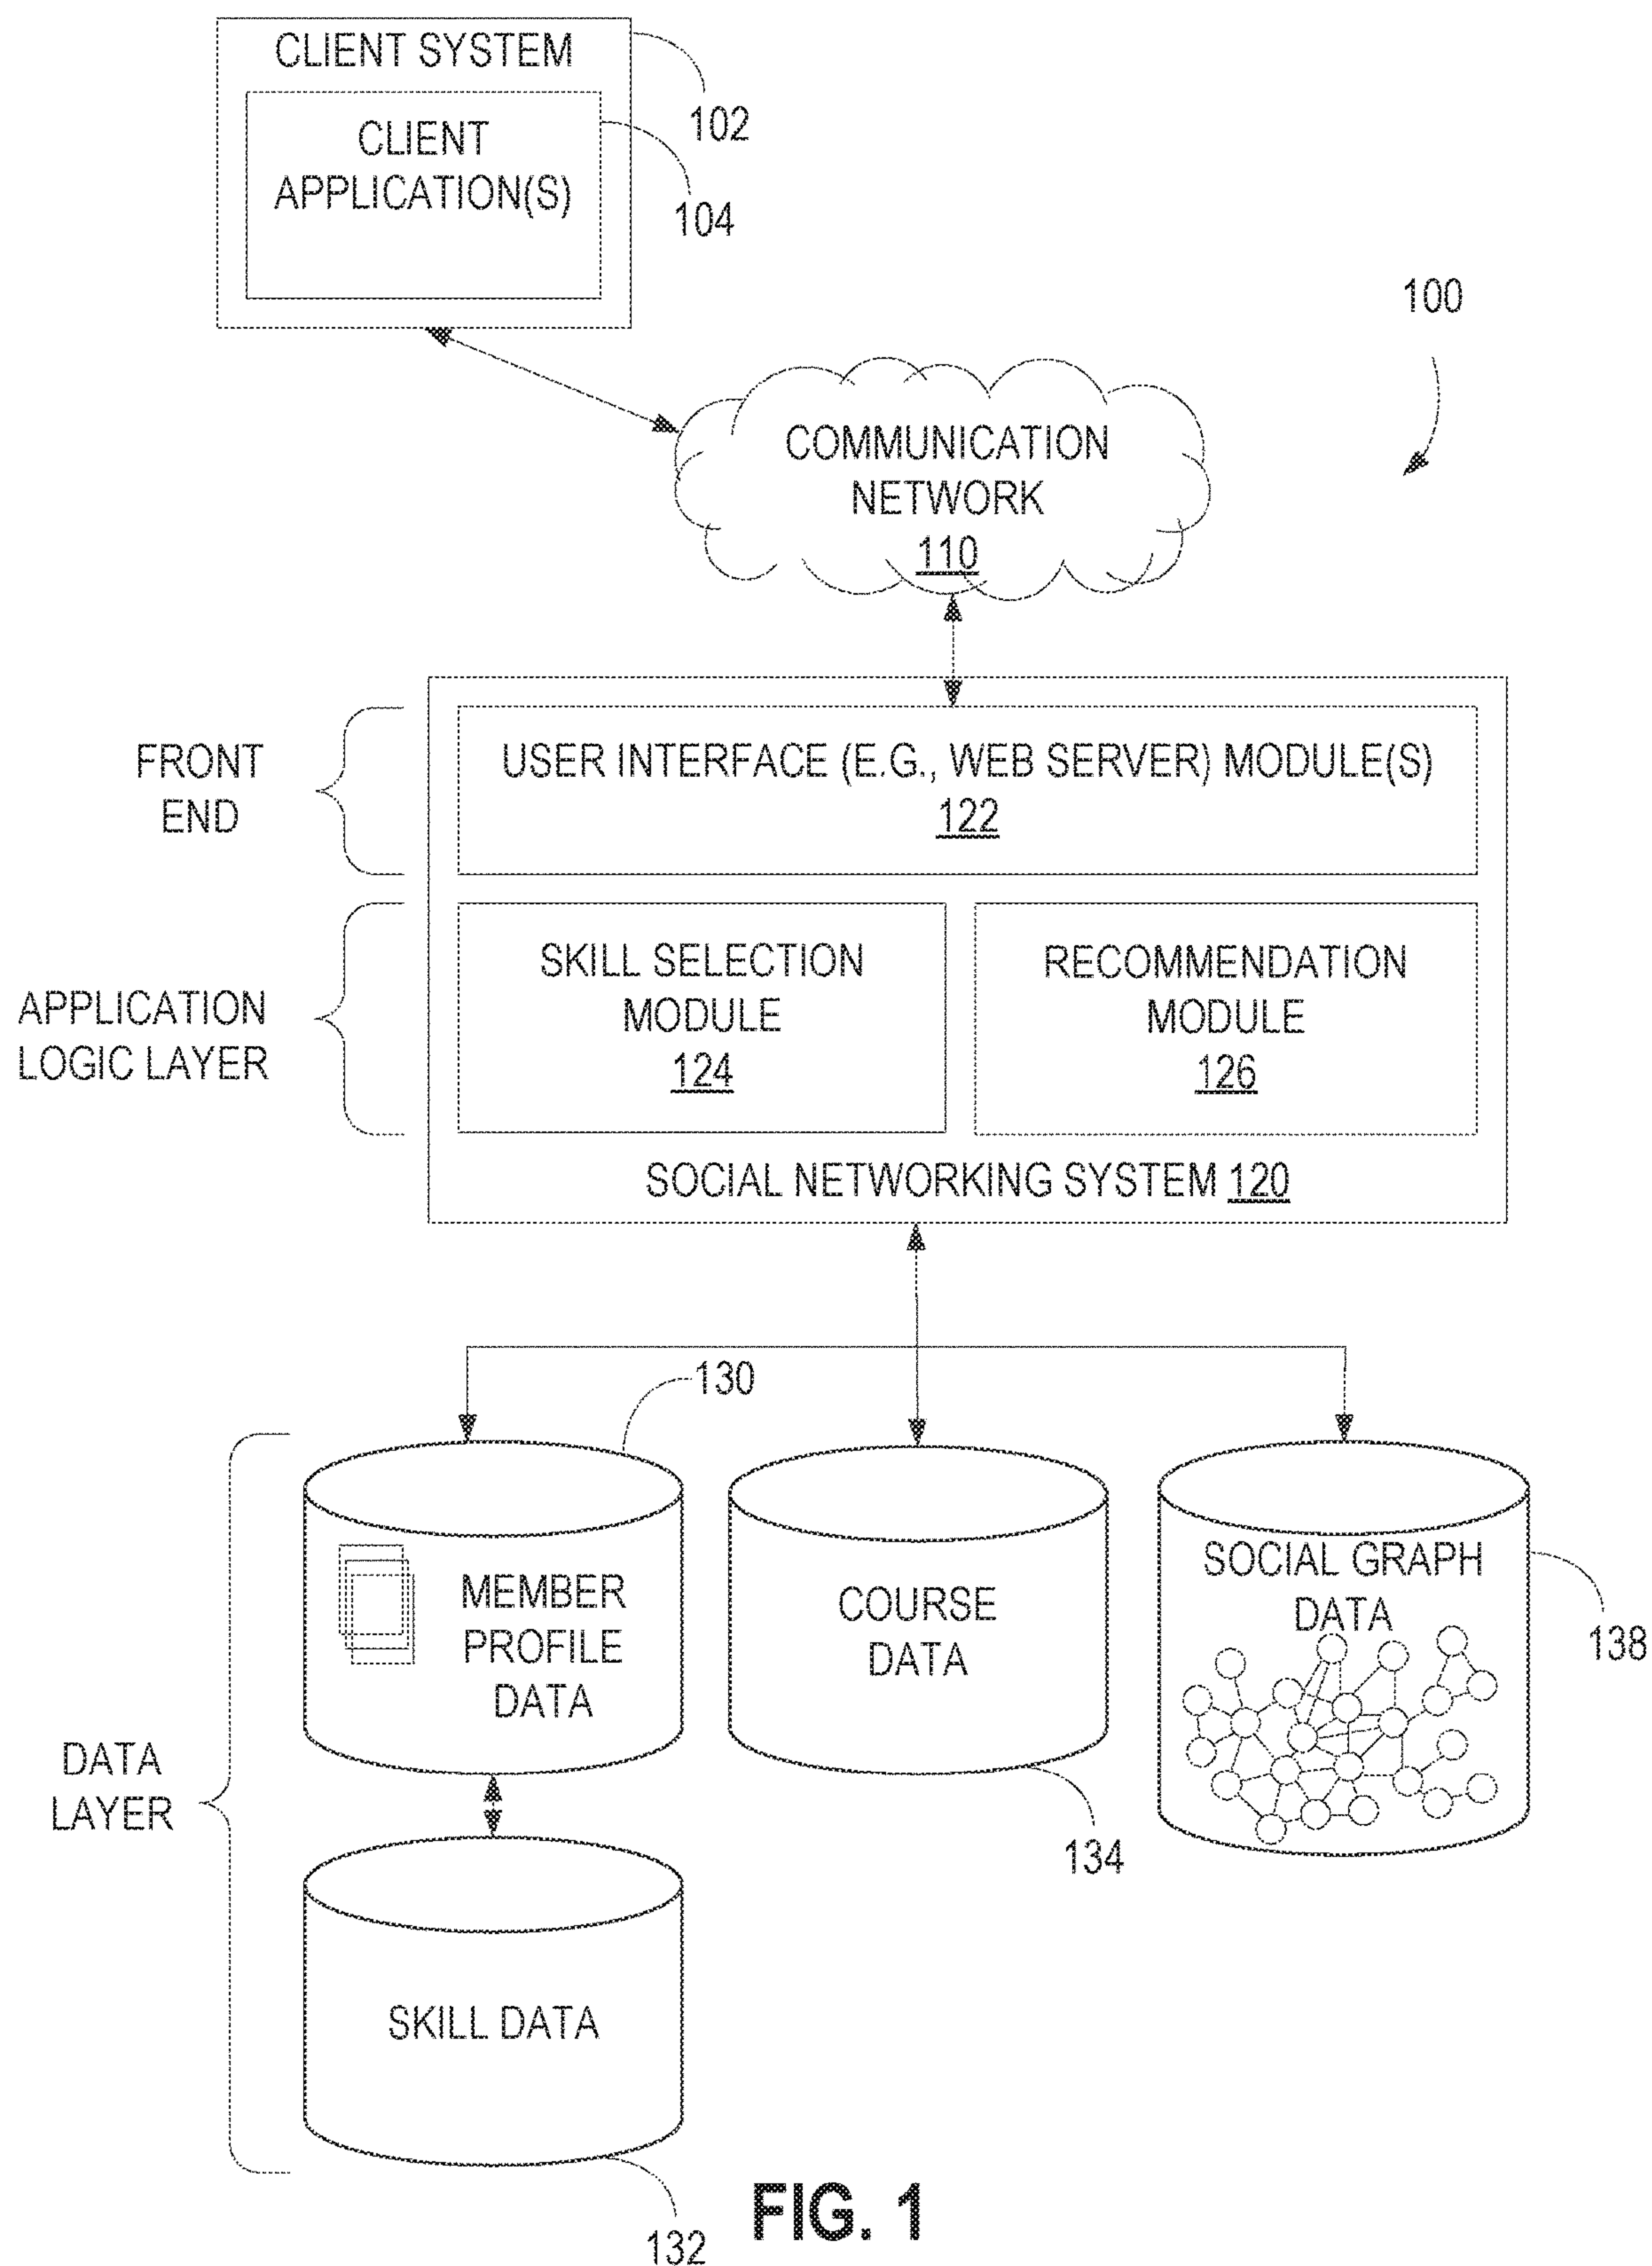 CLIENT SYSTEM
102
CLIENT
APPLICATION(S)
104
100
COMMUNICATION
NETWORK
110
FRONT
END
USER INTERFACE (E.G., WEB SERVER) MODULE(S)
122
APPLICATION
LOGIC LAYER
SKILL SELECTION
MODULE
124
RECOMMENDATION
MODULE
126
SOCIAL NETWORKING SYSTEM 120
130
MEMBER
PROFILE
DATA
COURSE
DATA
134
SOCIAL GRAPH
DATA
138
DATA
LAYER
SKILL DATA
132
FIG. 1